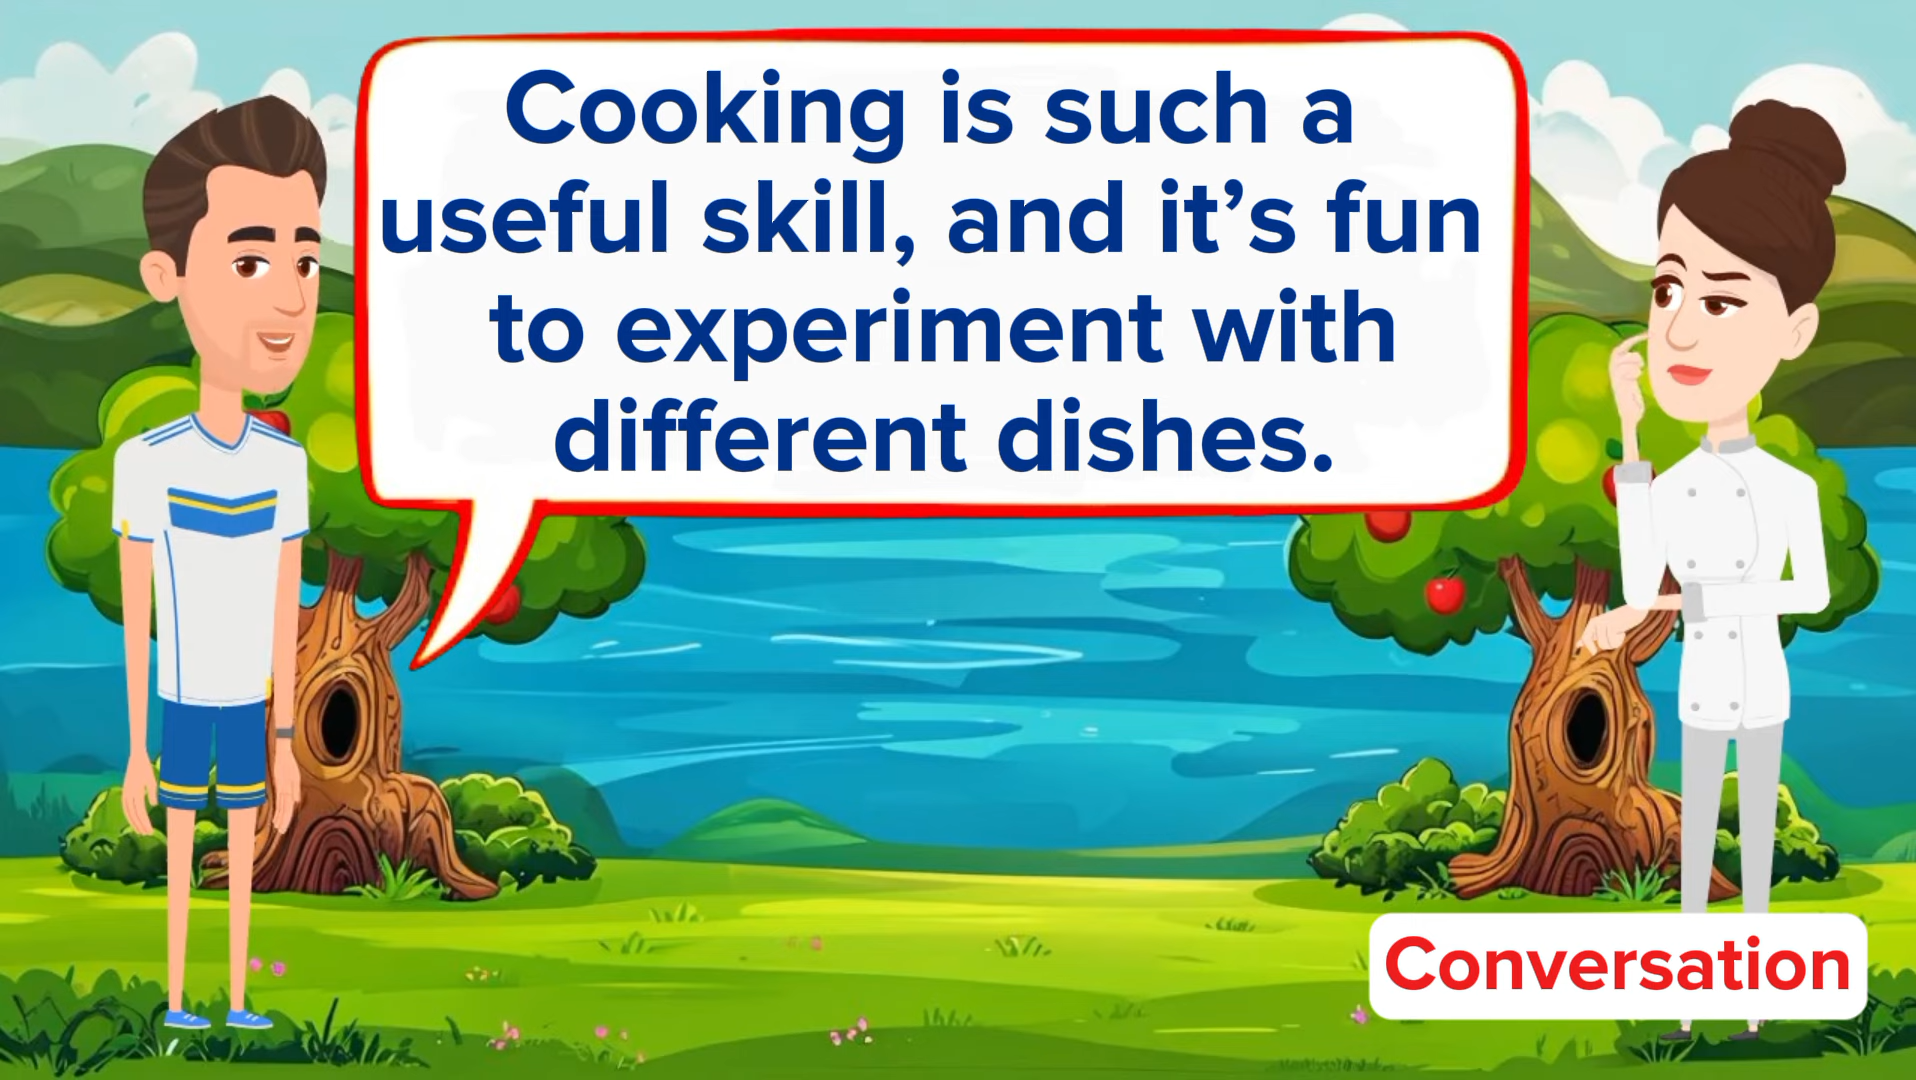 Cooking is such a
useful skill, and it’s fun
to experiment with
different dishes.
Conversation